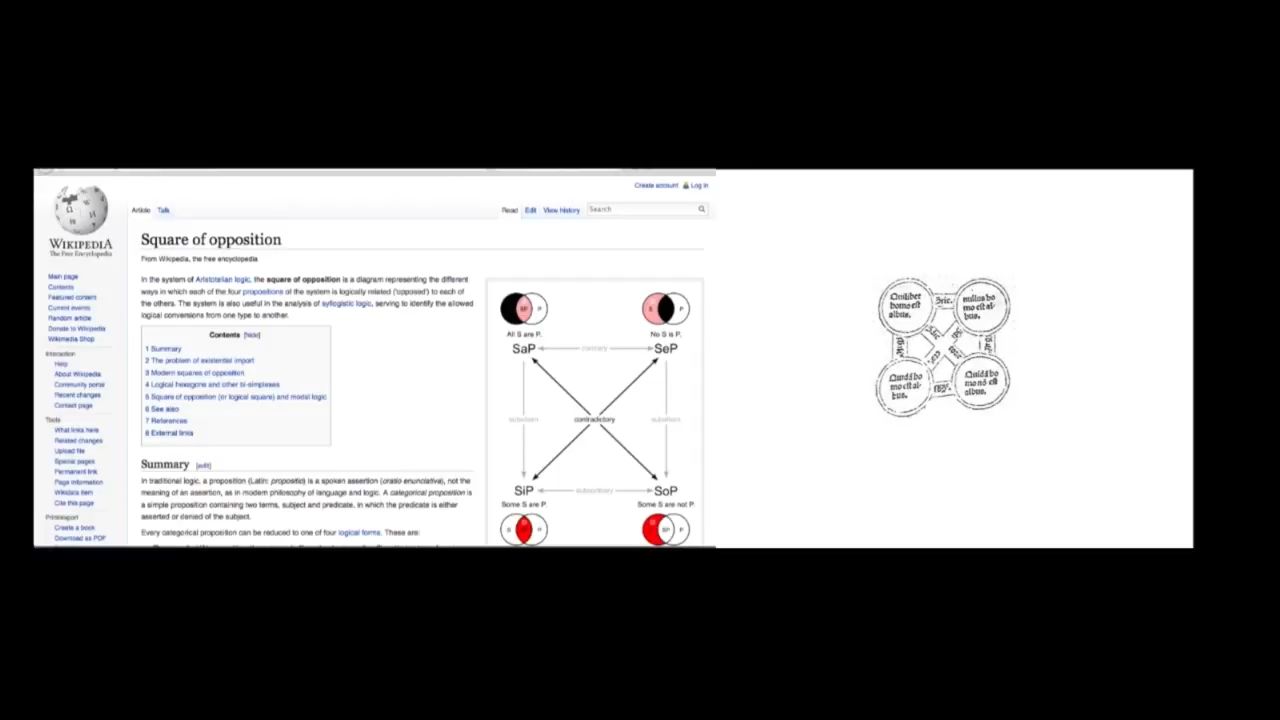 Create account Log in
WIKIPEDIA
The Free Encyclopedia
Article Talk
Read Edit View history Search
Main page
Contents
Featured content
Current events
Random article
Donate to Wikipedia
Wikimedia Shop
Interaction
Help
About Wikipedia
Community portal
Recent changes
Contact page
Tools
What links here
Related changes
Upload file
Special pages
Permanent link
Page information
Wikidata item
Cite this page
Print/export
Create a book
Download as PDF
Square of opposition
From Wikipedia, the free encyclopedia
In the system of Aristotelian logic, the square of opposition is a diagram representing the different
ways in which each of the four propositions of the system is logically related ('opposed') to each of
the others. The system is also useful in the analysis of syllogistic logic, serving to identify the allowed
logical conversions from one type to another.
Contents [hide]
1 Summary
2 The problem of existential import
3 Modern squares of opposition
4 Logical hexagons and other bi-simplexes
5 Square of opposition (or logical square) and modal logic
6 See also
7 References
8 External links
Summary [edit]
In traditional logic, a proposition (Latin: propositio) is a spoken assertion (oratio enunciativa), not the
meaning of an assertion, as in modern philosophy of language and logic. A categorical proposition is
a simple proposition containing two terms, subject and predicate, in which the predicate is either
asserted or denied of the subject.
Every categorical proposition can be reduced to one of four logical forms. These are:
S P
All S are P. No S is P.
SaP contrary SeP
subaltern contradictory subaltern
SiP subcontrary SoP
Some S are P. Some S are not P.
S P P